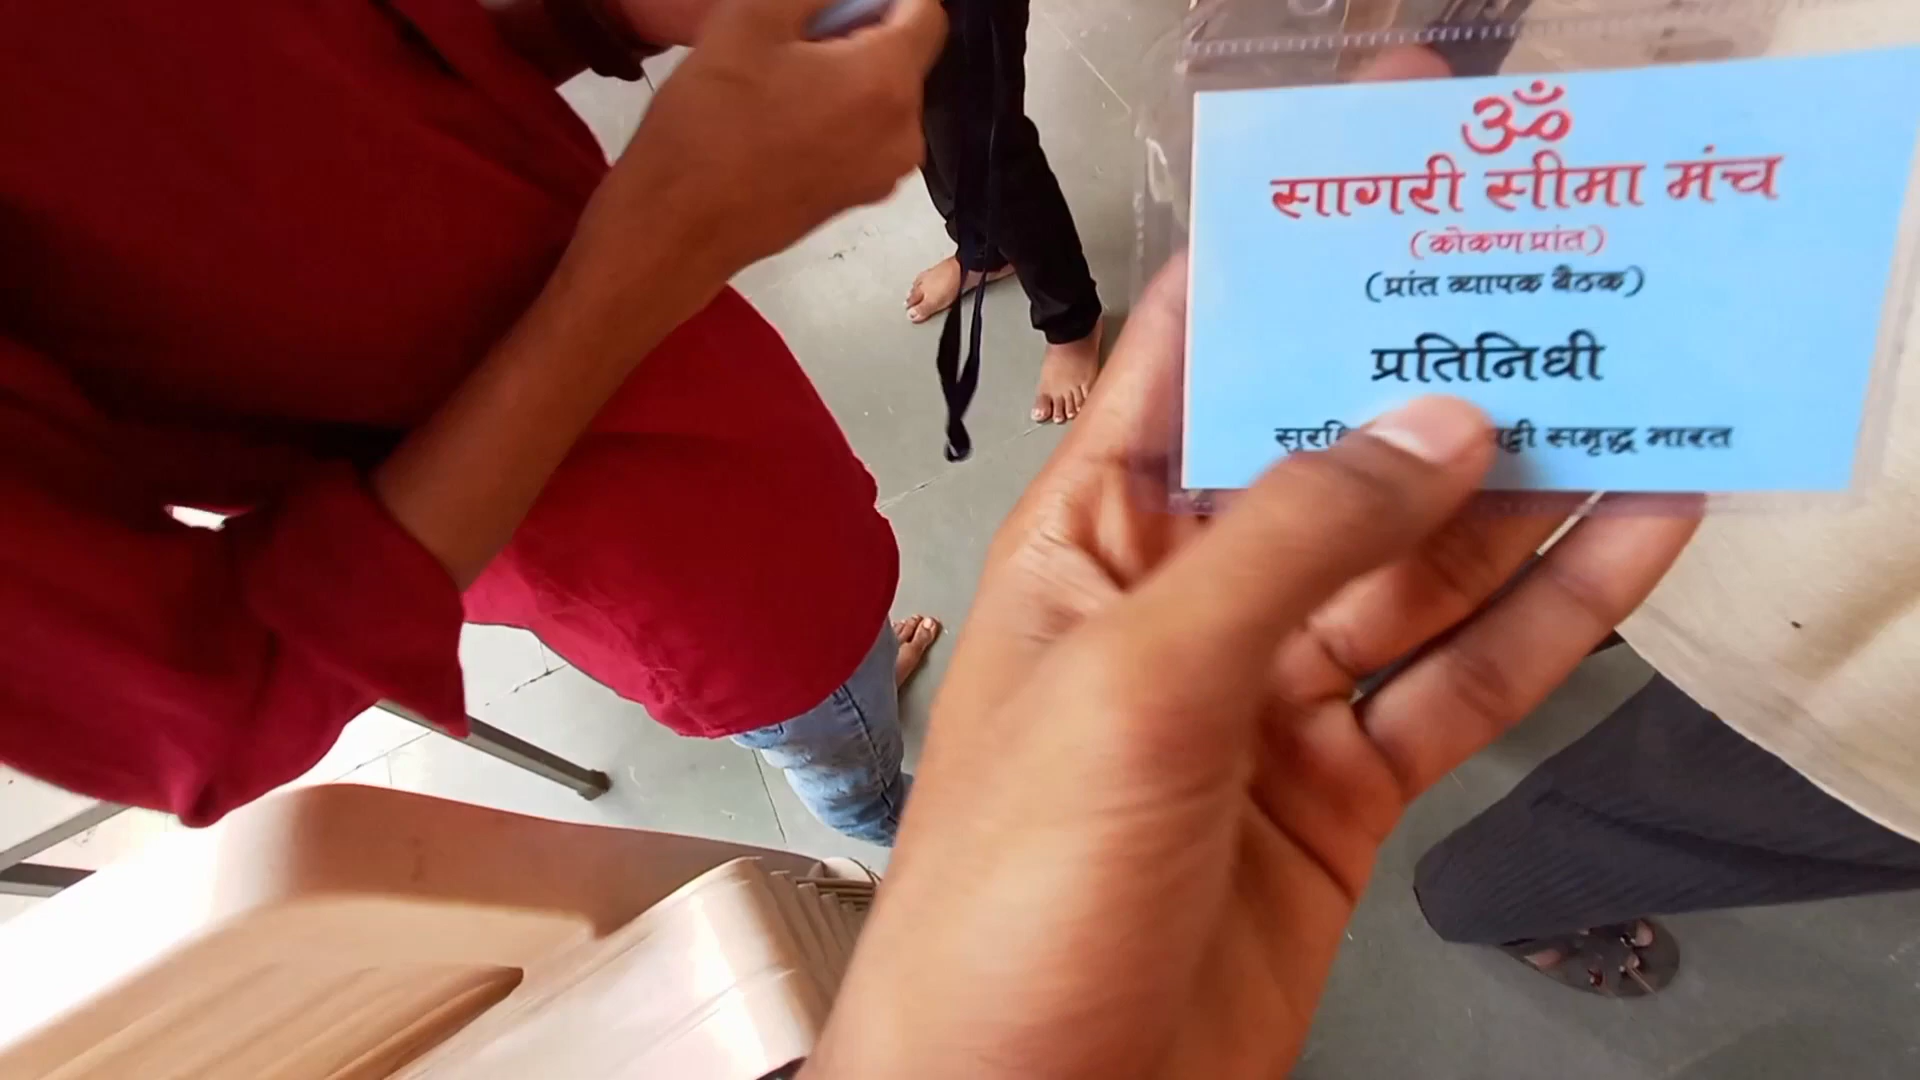 ॐ
सागरी सीमा मंच
(कोकण प्रांत)
(प्रांत व्यापक बैठक)
प्रतिनिधी
समृद्ध भारत